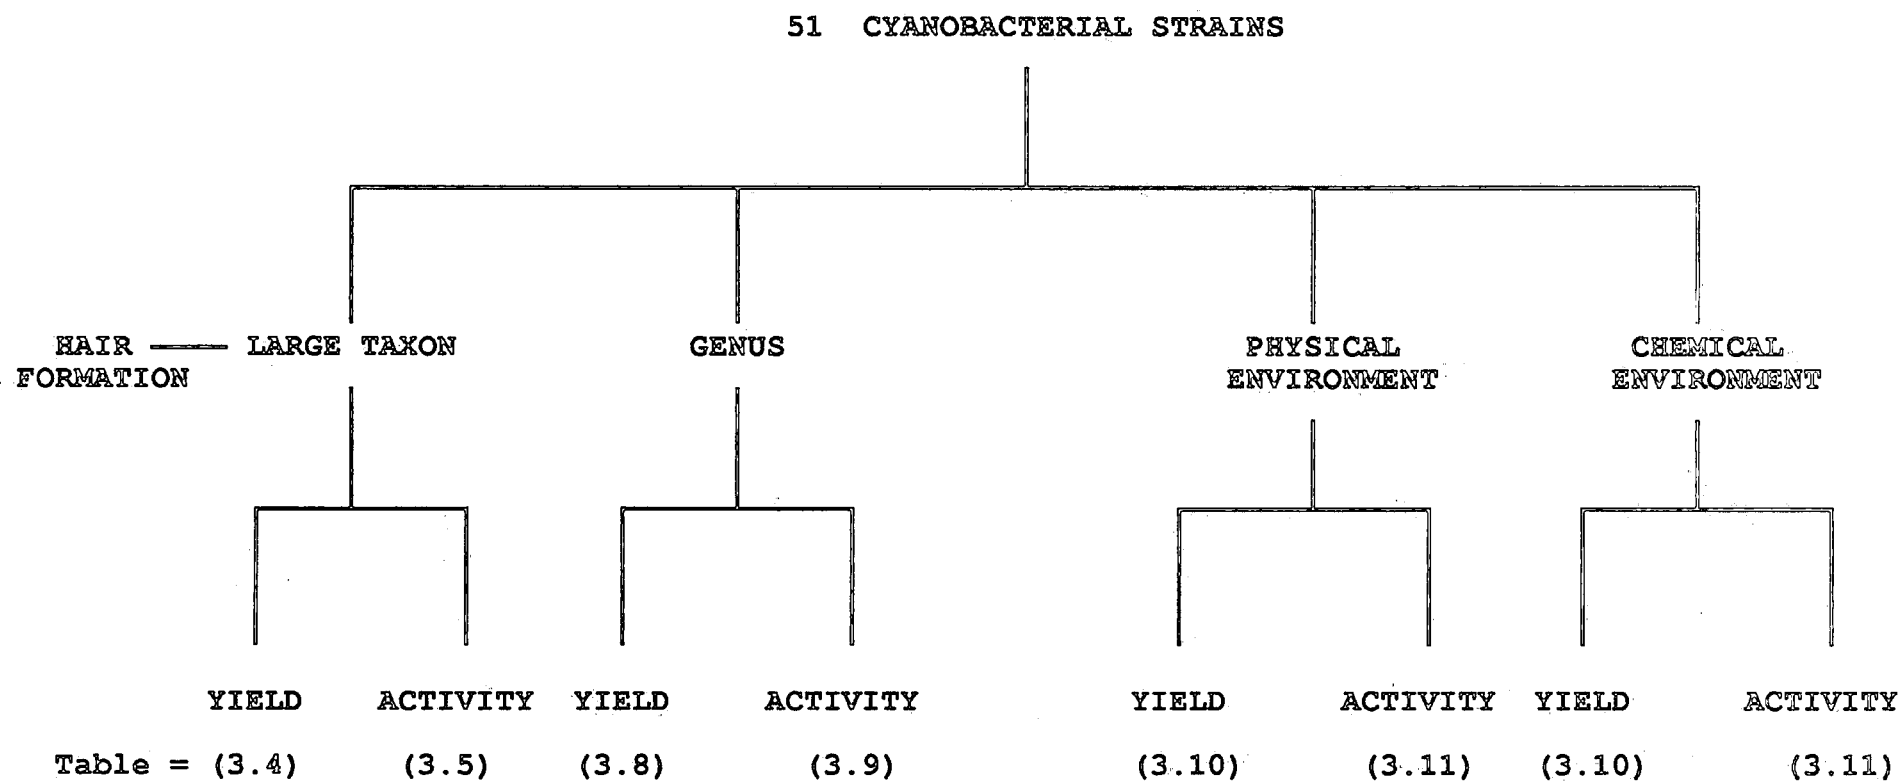 51 CYANOBACTERIAL STRAINS
HAIR LARGE TAXON GENUS PHYSICAL CHEMICAL
FORMATION ENVIRONMENT ENVIRONMENT
YIELD ACTIVITY YIELD ACTIVITY YIELD ACTIVITY YIELD ACTIVITY
Table = (3.4) (3.5) (3.8) (3.9) (3.10) (3.11) (3.10) (3.11)